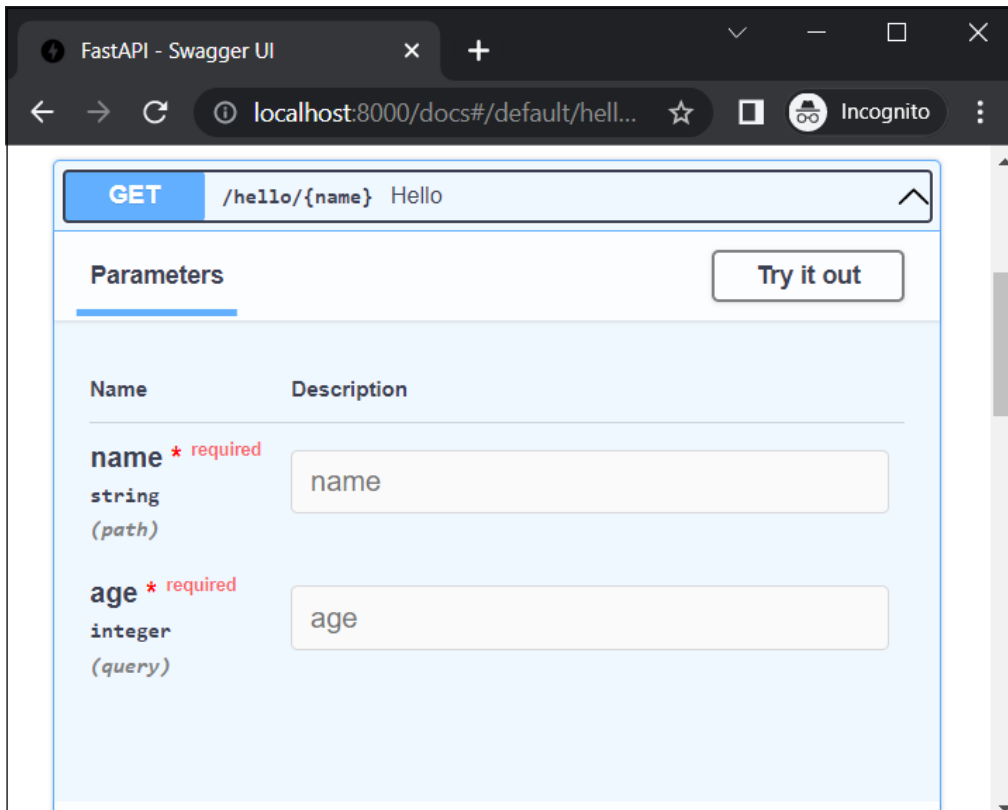 FastAPI - Swagger UI
localhost:8000/docs#/default/hell...
Incognito
GET /hello/{name} Hello
Parameters
Try it out
Name Description
name * required
name
string
(path)
age * required
age
integer
(query)